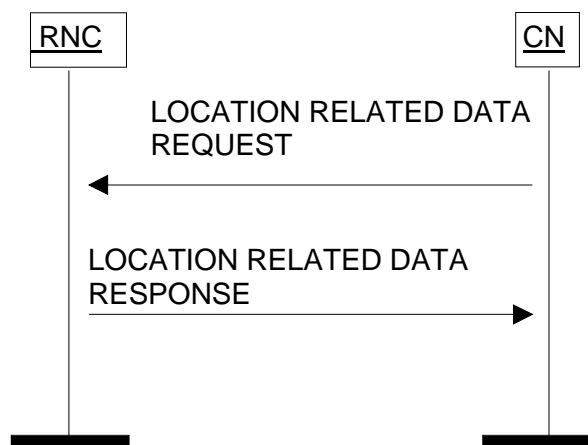 RNC
CN
LOCATION RELATED DATA
REQUEST
LOCATION RELATED DATA
RESPONSE